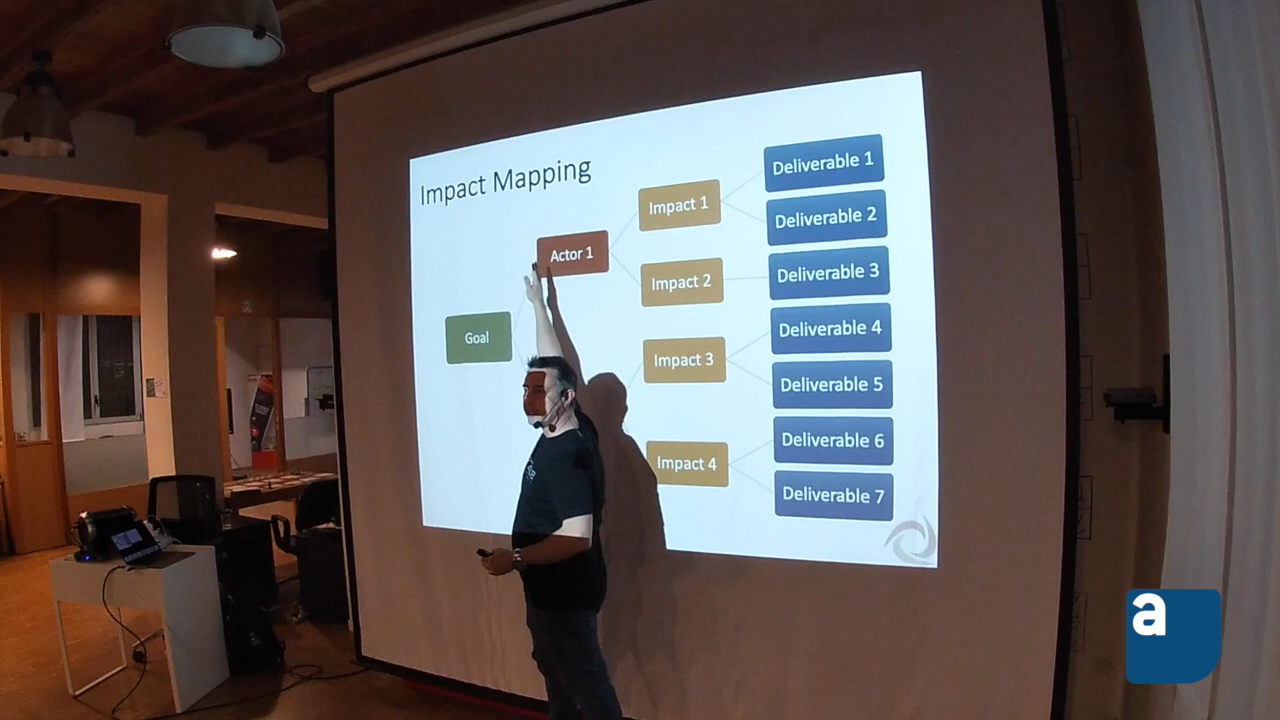 Impact Mapping
Goal
Actor 1
Impact 1
Impact 2
Impact 3
Impact 4
Deliverable 1
Deliverable 2
Deliverable 3
Deliverable 4
Deliverable 5
Deliverable 6
Deliverable 7
a